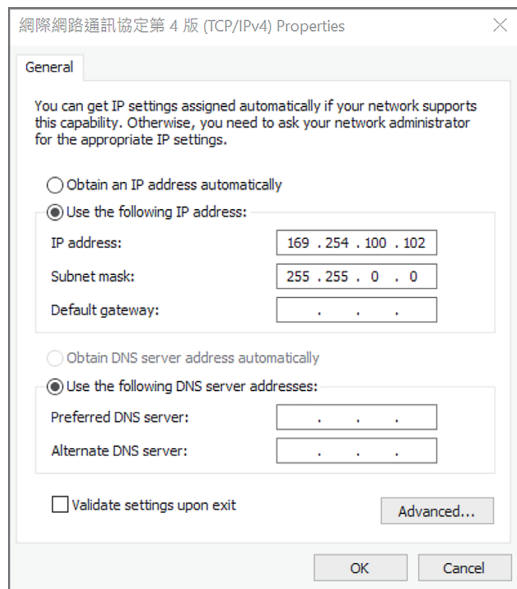 網際網路通訊協定第 4 版 (TCP/IPv4) Properties
General
You can get IP settings assigned automatically if your network supports
this capability. Otherwise, you need to ask your network administrator
for the appropriate IP settings.
Obtain an IP address automatically
Use the following IP address:
IP address: 169 . 254 . 100 . 102
Subnet mask: 255 . 255 . 0 . 0
Default gateway: . . .
Obtain DNS server address automatically
Use the following DNS server addresses:
Preferred DNS server: . . .
Alternate DNS server: . . .
Validate settings upon exit
Advanced...
OK Cancel